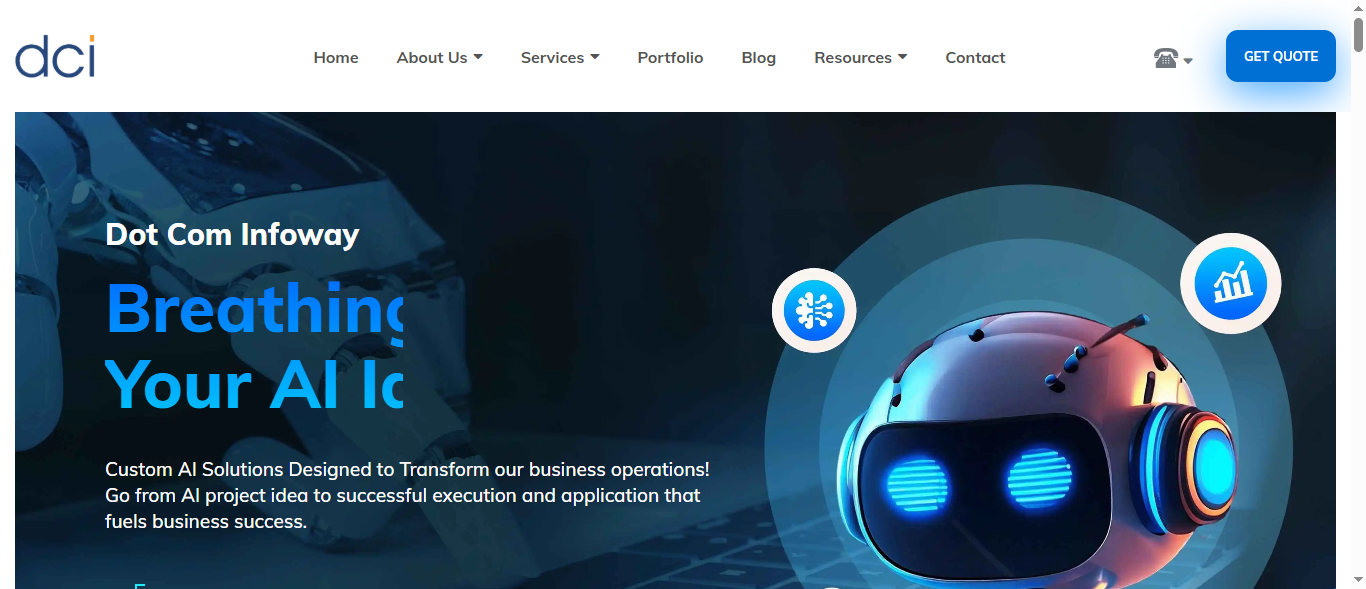 dci
Home
About Us
Services
Portfolio
Blog
Resources
Contact
GET QUOTE
Dot Com Infoway
Breathing
Your AI
Custom AI Solutions Designed to Transform our business operations!
Go from AI project idea to successful execution and application that
fuels business success.